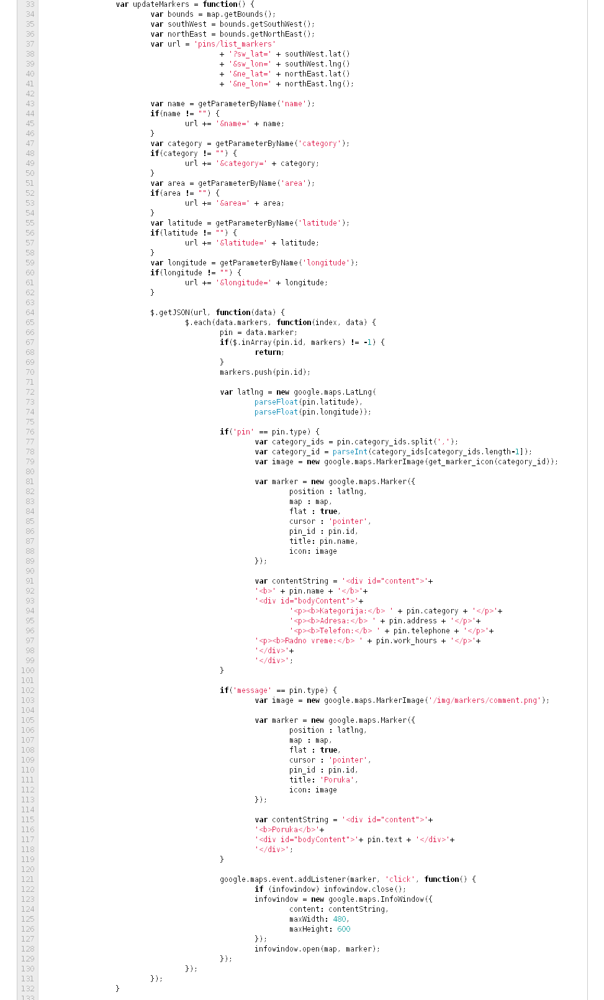 33 var updateMarkers = function() {
34 var bounds = map.getBounds();
35 var southWest = bounds.getSouthWest();
36 var northEast = bounds.getNorthEast();
37 var url = 'pins/list_markers'
38 + '?sw_lat=' + southWest.lat()
39 + '&sw_lon=' + southWest.lng()
40 + '&ne_lat=' + northEast.lat()
41 + '&ne_lon=' + northEast.lng();
42
43 var name = getParameterByName('name');
44 if(name != "") {
45 url += '&name=' + name;
46 }
47 var category = getParameterByName('category');
48 if(category != "") {
49 url += '&category=' + category;
50 }
51 var area = getParameterByName('area');
52 if(area != "") {
53 url += '&area=' + area;
54 }
55 var latitude = getParameterByName('latitude');
56 if(latitude != "") {
57 url += '&latitude=' + latitude;
58 }
59 var longitude = getParameterByName('longitude');
60 if(longitude != "") {
61 url += '&longitude=' + longitude;
62 }
63
64 $.getJSON(url, function(data) {
65 $.each(data.markers, function(index, data) {
66 pin = data.marker;
67 if($.inArray(pin.id, markers) != -1) {
68 return;
69 }
70 markers.push(pin.id);
71
72 var latlng = new google.maps.LatLng(
73 parseFloat(pin.latitude),
74 parseFloat(pin.longitude));
75
76 if('pin' == pin.type) {
77 var category_ids = pin.category_ids.split(',');
78 var category_id = parseInt(category_ids[category_ids.length-1]);
79 var image = new google.maps.MarkerImage(get_marker_icon(category_id));
80
81 var marker = new google.maps.Marker({
82 position : latlng,
83 map : map,
84 flat : true,
85 cursor : 'pointer',
86 pin_id : pin.id,
87 title: pin.name,
88 icon: image
89 });
90
91 var contentString = '<div id="content">'+
92 '<b>' + pin.name + '</b>'+
93 '<div id="bodyContent">'+
94 '<p><b>Kategorija:</b> ' + pin.category + '</p>'+
95 '<p><b>Adresa:</b> ' + pin.address + '</p>'+
96 '<p><b>Telefon:</b> ' + pin.telephone + '</p>'+
97 '<p><b>Radno vreme:</b> ' + pin.work_hours + '</p>'+
98 '</div>'+
99 '</div>';
100 }
101
102 if('message' == pin.type) {
103 var image = new google.maps.MarkerImage('/img/markers/comment.png');
104
105 var marker = new google.maps.Marker({
106 position : latlng,
107 map : map,
108 flat : true,
109 cursor : 'pointer',
110 pin_id : pin.id,
111 title: 'Poruka',
112 icon: image
113 });
114
115 var contentString = '<div id="content">'+
116 '<b>Poruka</b>'+
117 '<div id="bodyContent">'+ pin.text + '</div>'+
118 '</div>';
119 }
120
121 google.maps.event.addListener(marker, 'click', function() {
122 if (infowindow) infowindow.close();
123 infowindow = new google.maps.InfoWindow({
124 content: contentString,
125 maxWidth: 480,
126 maxHeight: 600
127 });
128 infowindow.open(map, marker);
129 });
130 });
131 });
132 }
133